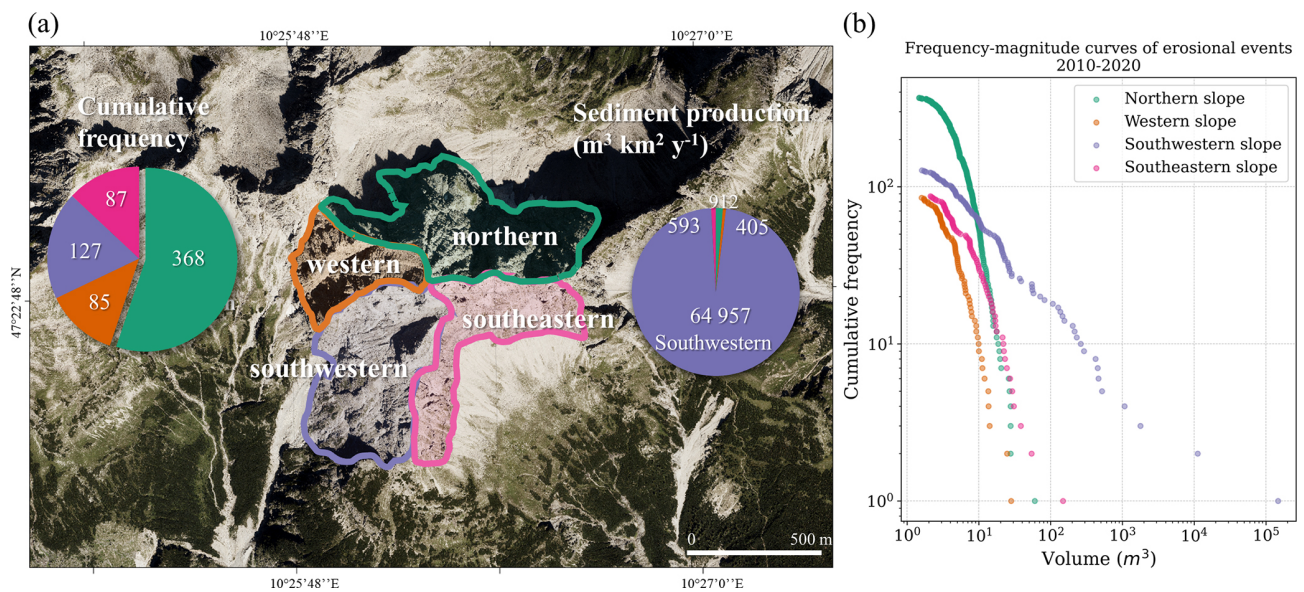 (a)
10°25’48’’E
10°27’0’’E
47°22’48’’N
Cumulative
frequency
87
127
368
85
Sediment production
(m³ km² y⁻¹)
912
593
405
64 957
Southwestern
northern
western
southeastern
southwestern
0 500 m
10°25’48’’E
10°27’0’’E
(b)
Frequency-magnitude curves of erosional events
2010-2020
Northern slope
Western slope
Southwestern slope
Southeastern slope
Cumulative frequency
10²
10¹
10⁰
10⁰ 10¹ 10² 10³ 10⁴ 10⁵
Volume (m³)